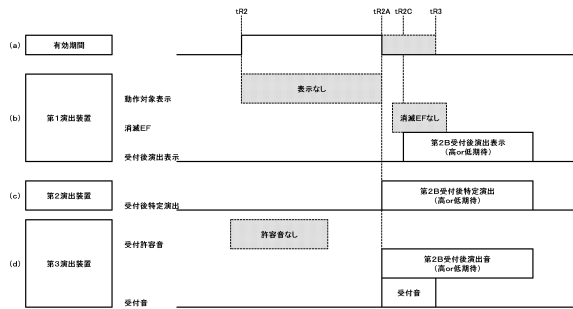 tR2 tR2A tR2C tR3
(a) 有効期間
(b) 第1演出装置
動作対象表示
表示なし
消滅EF
消滅EFなし
受付後演出表示
第2B受付後演出表示
(高or低期待)
(c) 第2演出装置
受付後特定演出
第2B受付後特定演出
(高or低期待)
(d) 第3演出装置
受付許容音
許容音なし
第2B受付後演出音
(高or低期待)
受付音
受付音